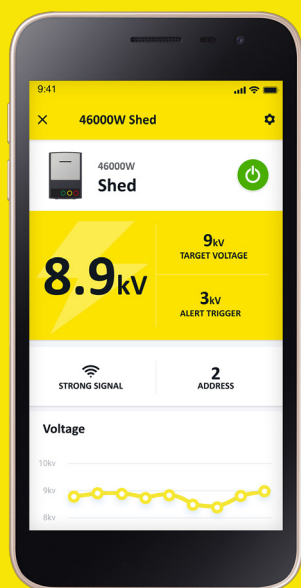 9:41
46000W Shed
46000W
Shed
8.9kV
9kV
TARGET VOLTAGE
3kV
ALERT TRIGGER
STRONG SIGNAL
2
ADDRESS
Voltage
10kv
9kv
8kv